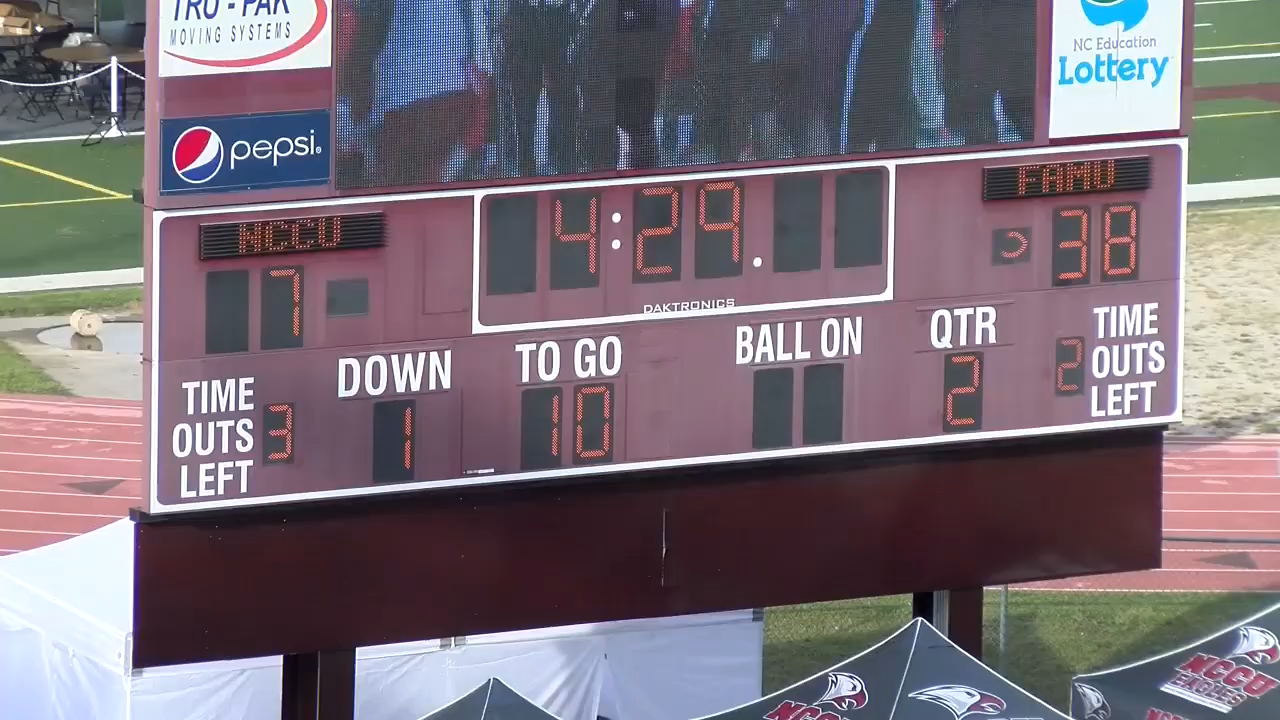 TRU - PAK
MOVING SYSTEMS
NC Education
Lottery
pepsi.
NCCU
4:29.
FAMU
7
38
DAKTRONICS
DOWN
TO GO
BALL ON
QTR
TIME
OUTS
LEFT
3
1
10
2
2
TIME
OUTS
LEFT
NCCU
NCCU
EAGLES